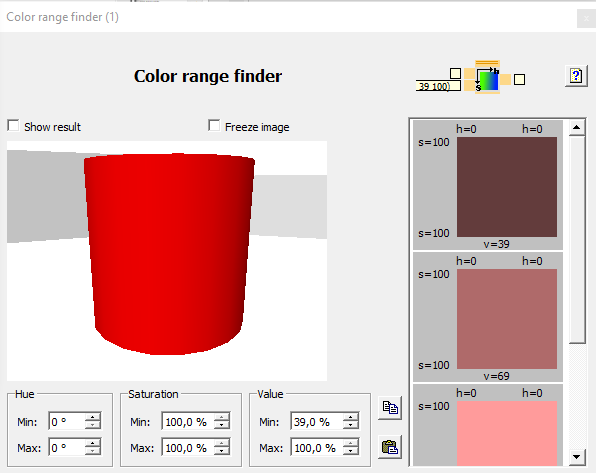 Color range finder (1)
x
Color range finder
39 100)
h
s
?
Show result
Freeze image
h=0 h=0
s=100
s=100
v=39
h=0 h=0
s=100
s=100
v=69
h=0 h=0
s=100
Hue
Min: 0 °
Max: 0 °
Saturation
Min: 100,0 %
Max: 100,0 %
Value
Min: 39,0 %
Max: 100,0 %